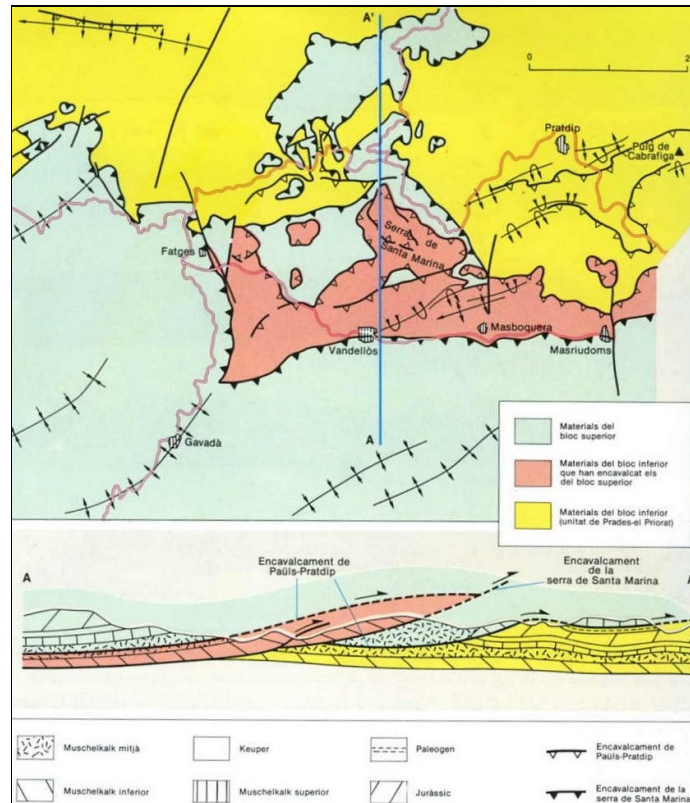 A'
0
2
Pratdip
Puig de
Cabrafiga
Fatges
Serra de
Santa Marina
Vandellòs
Masboquera
Masriudoms
A
Gavadà
Materials del
bloc superior
Materials del bloc inferior
que han encavalcat els
del bloc superior
Materials del bloc inferior
(unitat de Prades-el Priorat)
A
Encavalcament de
Paüls-Pratdip
Encavalcament
de la
serra de Santa Marina
Muschelkalk mitjà
Keuper
Paleogen
Encavalcament de
Paüls-Pratdip
Muschelkalk inferior
Muschelkalk superior
Juràssic
Encavalcament de la
serra de Santa Marina